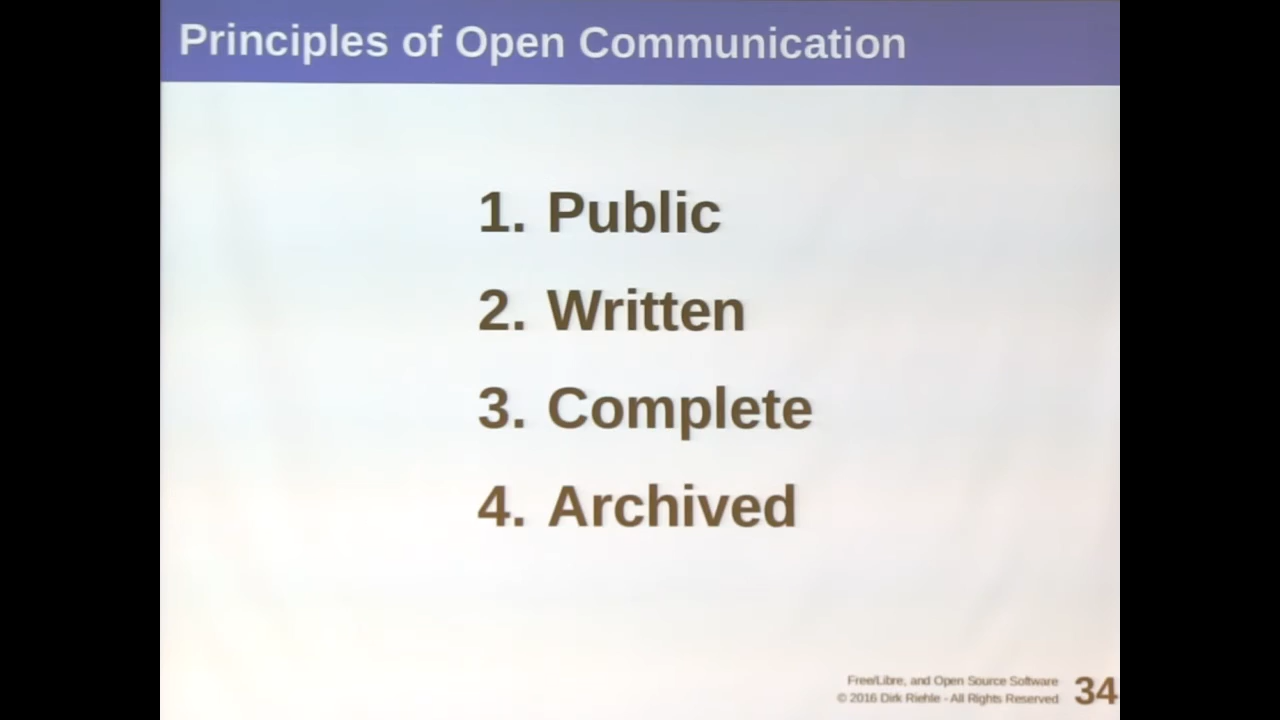 Principles of Open Communication
1. Public
2. Written
3. Complete
4. Archived
Free/Libre, and Open Source Software
© 2016 Dirk Riehle - All Rights Reserved
34